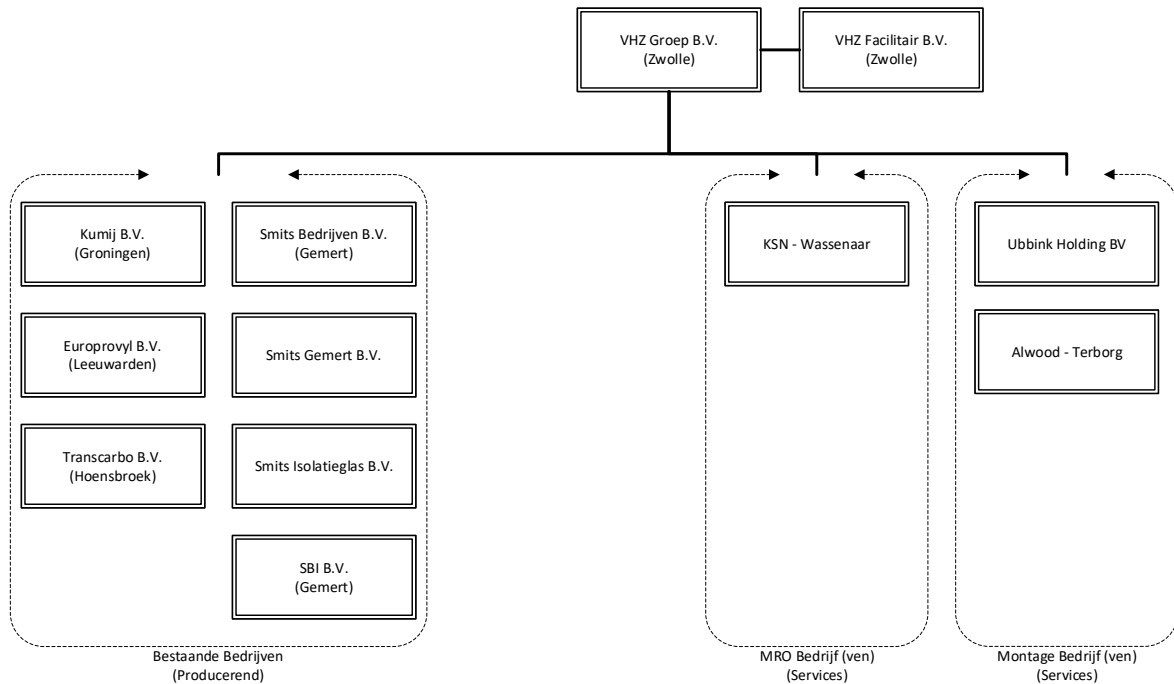 VHZ Groep B.V.
(Zwolle)
VHZ Facilitair B.V.
(Zwolle)
Kumij B.V.
(Groningen)
Smits Bedrijven B.V.
(Gemert)
Europrovyl B.V.
(Leeuwarden)
Smits Gemert B.V.
Transcarbo B.V.
(Hoensbroek)
Smits Isolatieglas B.V.
SBI B.V.
(Gemert)
Bestaande Bedrijven
(Producerend)
KSN - Wassenaar
MRO Bedrijf (ven)
(Services)
Ubbink Holding BV
Alwood - Terborg
Montage Bedrijf (ven)
(Services)